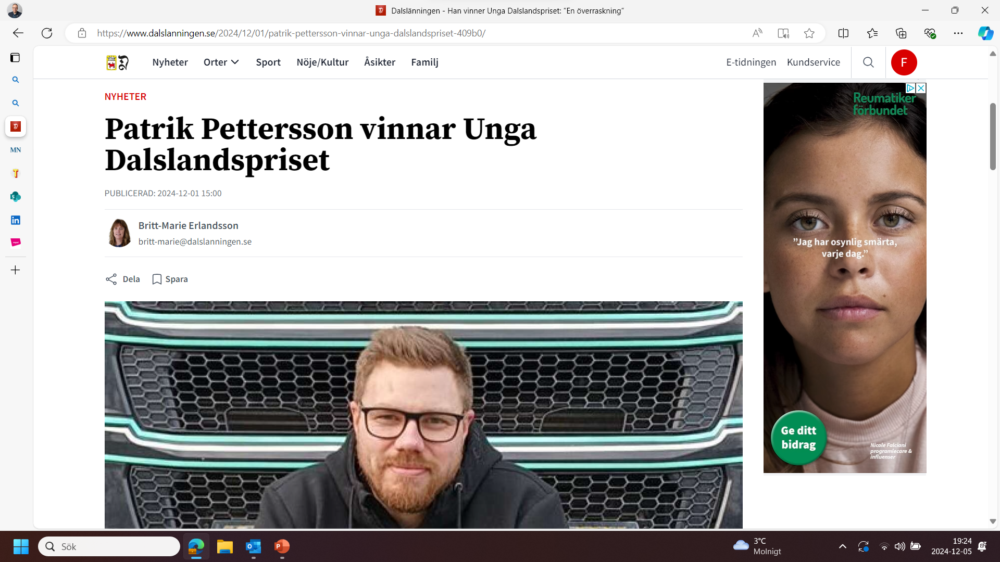 Dalslänningen - Han vinner Unga Dalslandspriset: ”En överraskning”
https://www.dalslanningen.se/2024/12/01/patrik-pettersson-vinnar-unga-dalslandspriset-409b0/
Nyheter Orter Sport Nöje/Kultur Åsikter Familj E-tidningen Kundservice F
NYHETER
Patrik Pettersson vinnar Unga
Dalslandspriset
PUBLICERAD: 2024-12-01 15:00
Britt-Marie Erlandsson
britt-marie@dalslanningen.se
Dela Spara
Reumatiker
förbundet
”Jag har osynlig smärta,
varje dag.”
Ge ditt
bidrag
Nicole Falciani
programlecare &
influenser
MN
Sök
3°C
Molnigt
19:24
2024-12-05